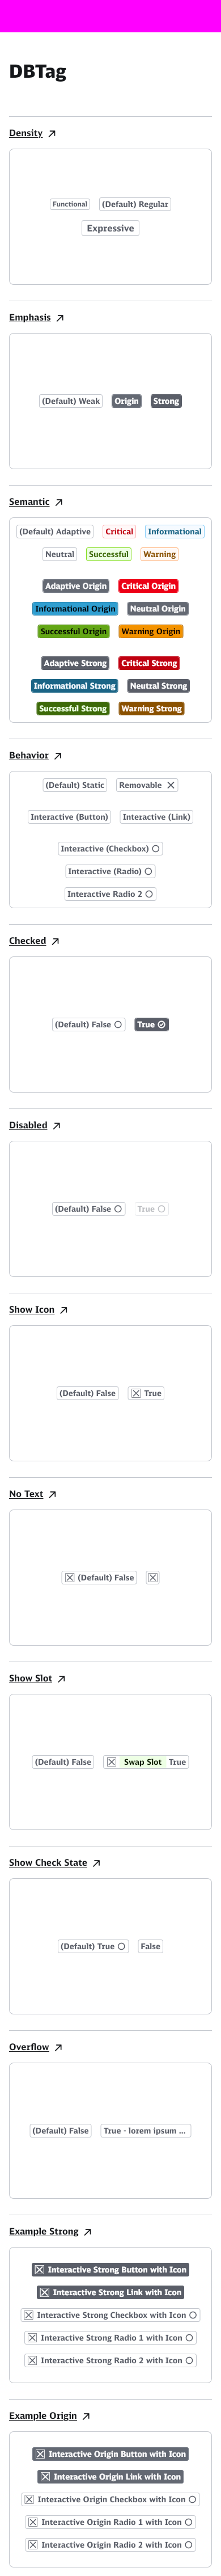 DBTag
Density
Functional (Default) Regular
Expressive
Emphasis
(Default) Weak Origin Strong
Semantic
(Default) Adaptive Critical Informational
Neutral Successful Warning
Adaptive Origin Critical Origin
Informational Origin Neutral Origin
Successful Origin Warning Origin
Adaptive Strong Critical Strong
Informational Strong Neutral Strong
Successful Strong Warning Strong
Behavior
(Default) Static Removable
Interactive (Button) Interactive (Link)
Interactive (Checkbox)
Interactive (Radio)
Interactive Radio 2
Checked
(Default) False True
Disabled
(Default) False True
Show Icon
(Default) False True
No Text
(Default) False
Show Slot
(Default) False Swap Slot True
Show Check State
(Default) True False
Overflow
(Default) False True - lorem ipsum ...
Example Strong
Interactive Strong Button with Icon
Interactive Strong Link with Icon
Interactive Strong Checkbox with Icon
Interactive Strong Radio 1 with Icon
Interactive Strong Radio 2 with Icon
Example Origin
Interactive Origin Button with Icon
Interactive Origin Link with Icon
Interactive Origin Checkbox with Icon
Interactive Origin Radio 1 with Icon
Interactive Origin Radio 2 with Icon